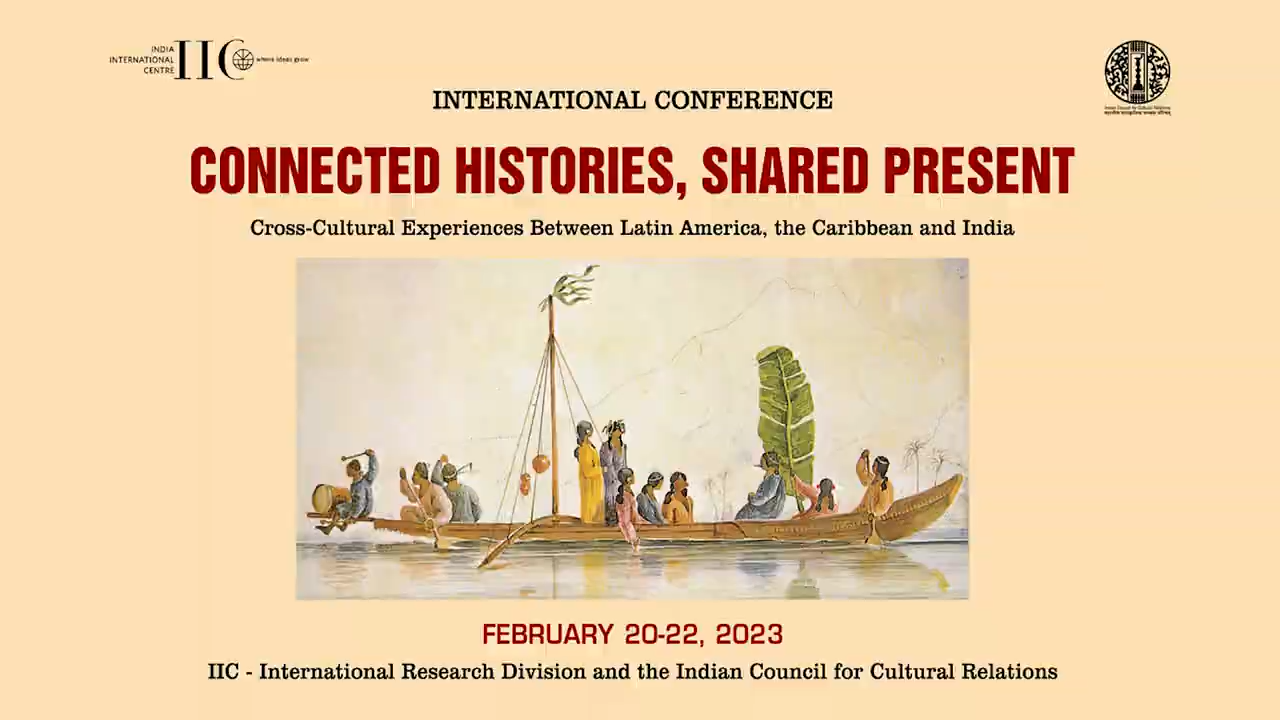 INDIA
INTERNATIONAL
CENTRE
IIC
where ideas grow
INTERNATIONAL CONFERENCE
CONNECTED HISTORIES, SHARED PRESENT
Cross-Cultural Experiences Between Latin America, the Caribbean and India
FEBRUARY 20-22, 2023
IIC - International Research Division and the Indian Council for Cultural Relations